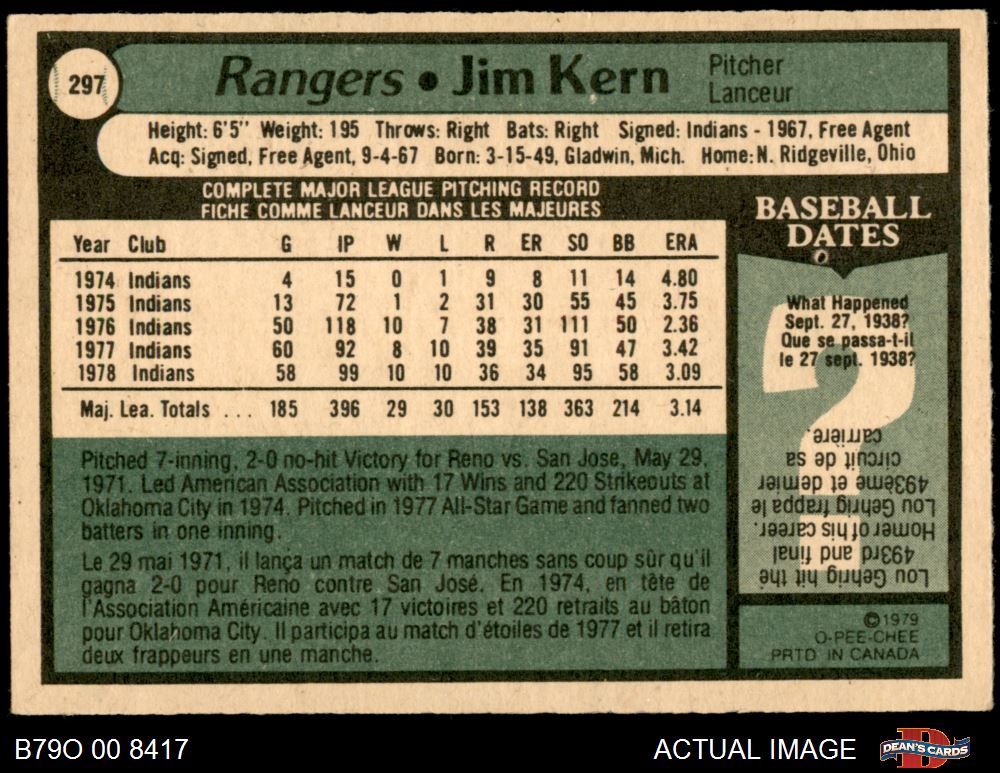 297
Rangers • Jim Kern
Pitcher
Lanceur
Height: 6'5" Weight: 195 Throws: Right Bats: Right Signed: Indians - 1967, Free Agent
Acq: Signed, Free Agent, 9-4-67 Born: 3-15-49, Gladwin, Mich. Home: N. Ridgeville, Ohio
COMPLETE MAJOR LEAGUE PITCHING RECORD
FICHE COMME LANCEUR DANS LES MAJEURES
Year Club G IP W L R ER SO BB ERA
1974 Indians 4 15 0 1 9 8 11 14 4.80
1975 Indians 13 72 1 2 31 30 55 45 3.75
1976 Indians 50 118 10 7 38 31 111 50 2.36
1977 Indians 60 92 8 10 39 35 91 47 3.42
1978 Indians 58 99 10 10 36 34 95 58 3.09
Maj. Lea. Totals ... 185 396 29 30 153 138 363 214 3.14
Pitched 7-inning, 2-0 no-hit Victory for Reno vs. San Jose, May 29,
1971. Led American Association with 17 Wins and 220 Strikeouts at
Oklahoma City in 1974. Pitched in 1977 All-Star Game and fanned two
batters in one inning.
Le 29 mai 1971, il lança un match de 7 manches sans coup sûr qu'il
gagna 2-0 pour Reno contre San José. En 1974, en tête de
l'Association Américaine avec 17 victoires et 220 retraits au bâton
pour Oklahoma City. Il participa au match d'étoiles de 1977 et il retira
deux frappeurs en une manche.
BASEBALL
DATES
What Happened
Sept. 27, 1938?
Que se passa-t-il
le 27 sept. 1938?
Lou Gehrig hit the
493rd and final
Homer of his career.
Lou Gehrig frappa le
493ème et dernier
circuit de sa
carrière.
©1979
O-PEE-CHEE
PRTD IN CANADA
B79O 00 8417
ACTUAL IMAGE
DEAN'S CARDS